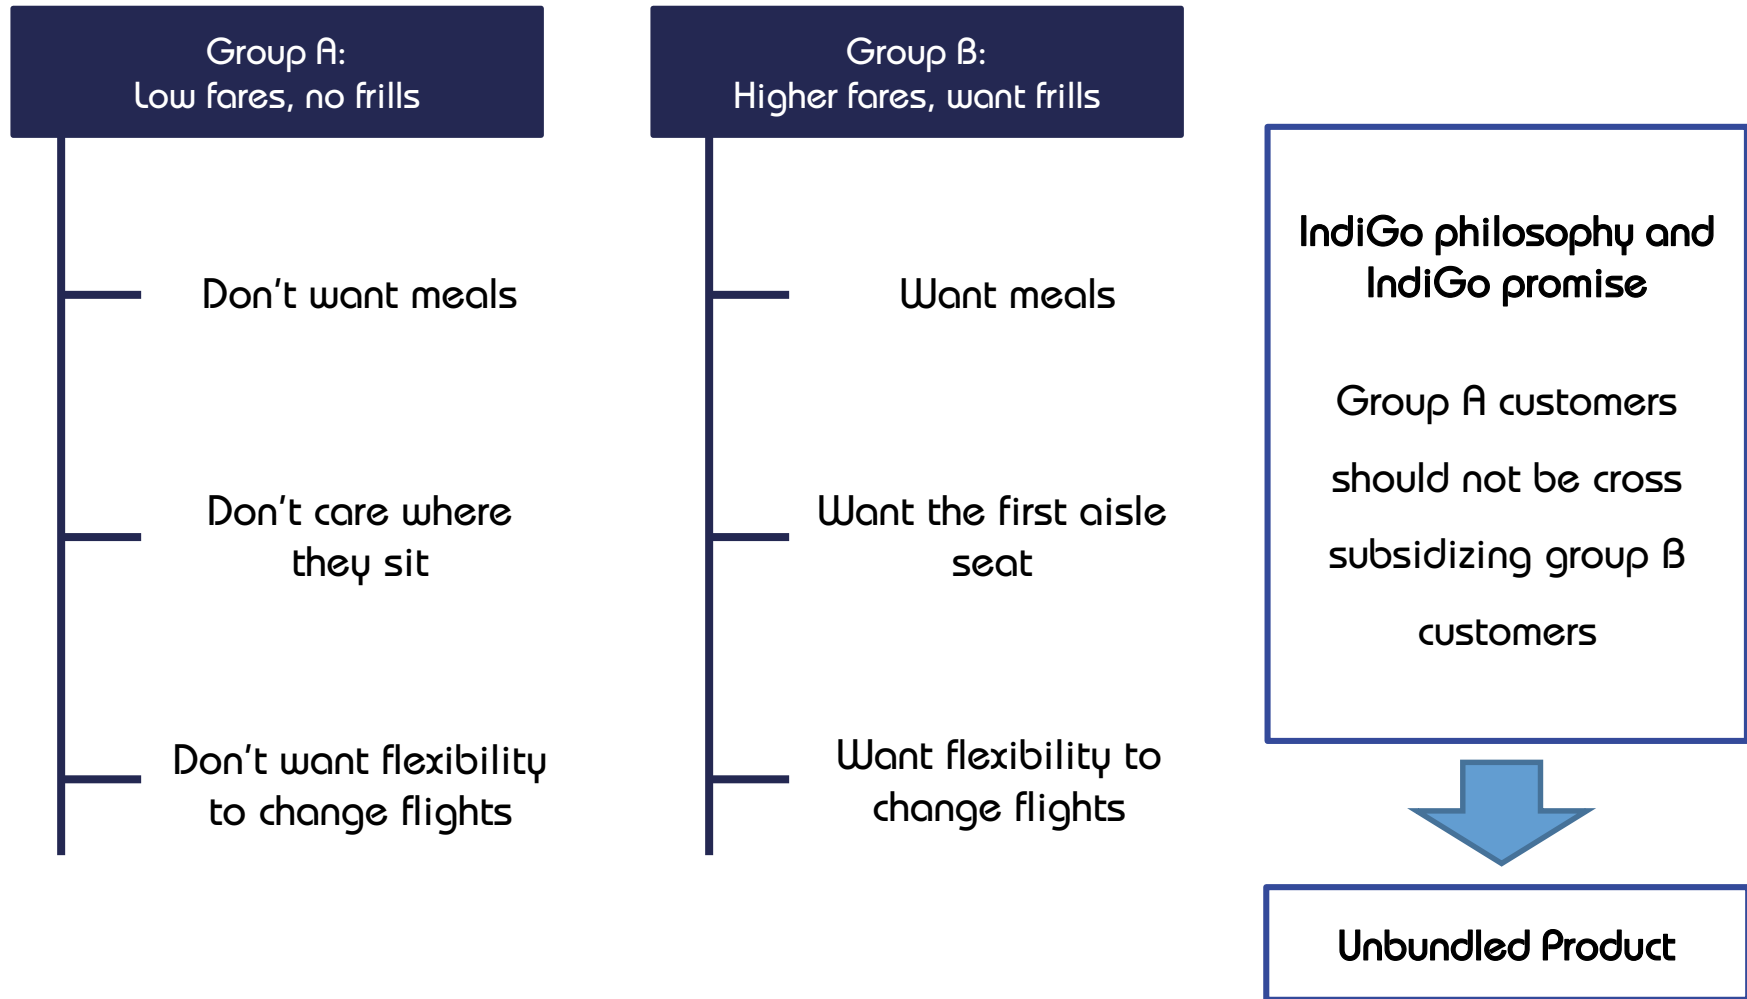 Group A:
Low fares, no frills
Don't want meals
Don't care where
they sit
Don't want flexibility
to change flights
Group B:
Higher fares, want frills
Want meals
Want the first aisle
seat
Want flexibility to
change flights
IndiGo philosophy and
IndiGo promise
Group A customers
should not be cross
subsidizing group B
customers
Unbundled Product